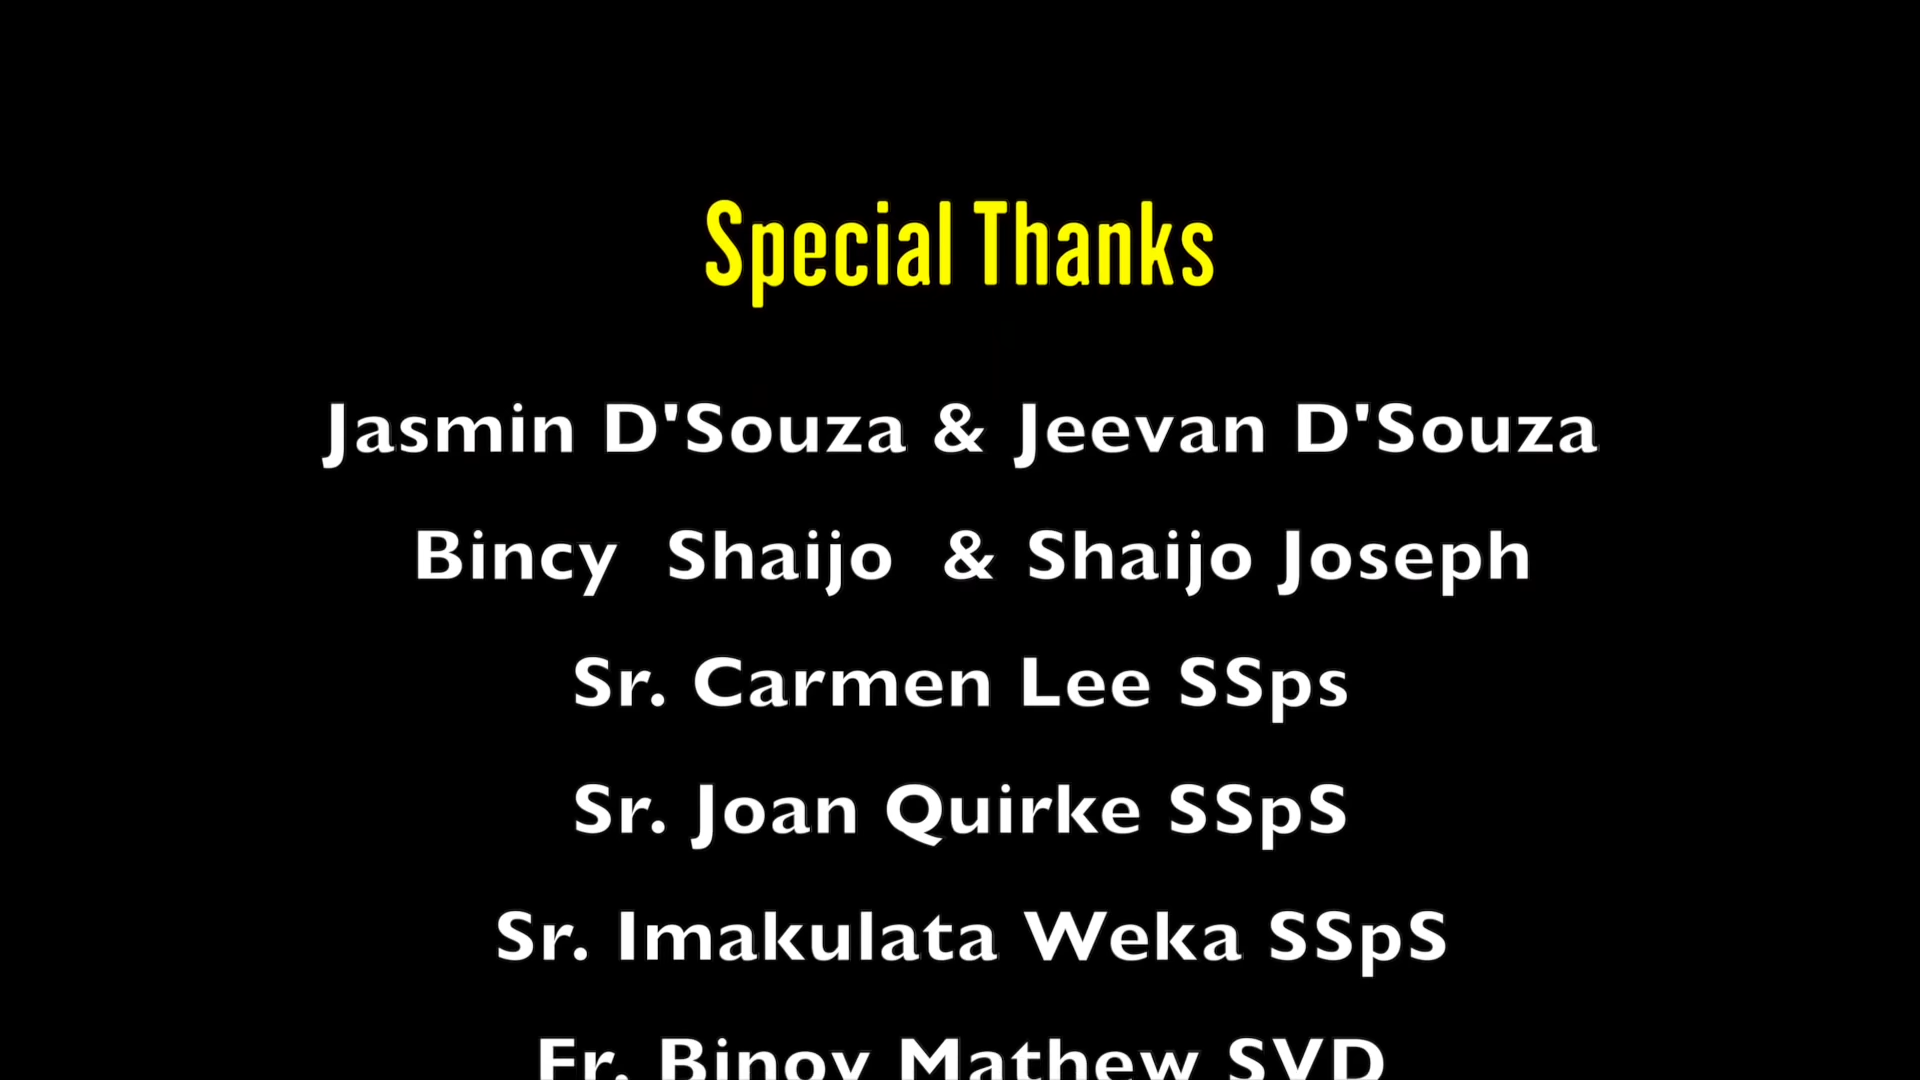 Special Thanks
Jasmin D'Souza & Jeevan D'Souza
Bincy  Shaijo  & Shaijo Joseph
Sr. Carmen Lee SSps
Sr. Joan Quirke SSpS
Sr. Imakulata Weka SSpS
Fr. Binoy Mathew SVD